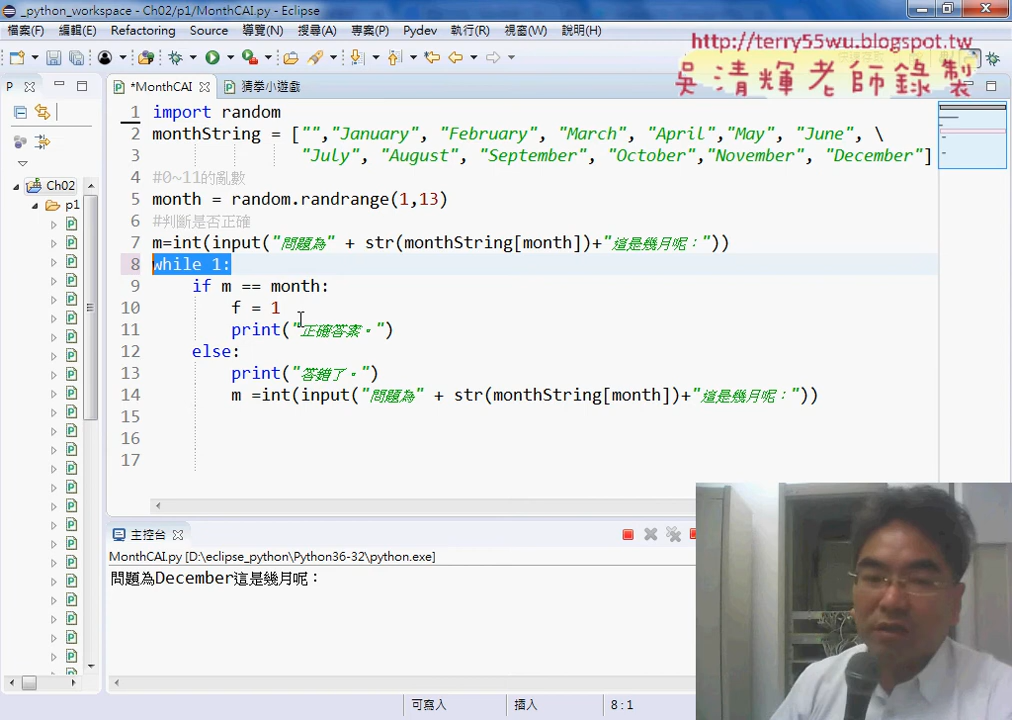 _python_workspace - Ch02/p1/MonthCAI.py - Eclipse
檔案(F) 編輯(E) Refactoring Source 導覽(N) 搜尋(A) 專案(P) Pydev 執行(R) 視窗(W) 說明(H)
http://terry55wu.blogspot.tw
吳清輝老師錄製
P *MonthCAI 猜拳小遊戲
Ch02
p1
1 import random
2 monthString = ["","January", "February", "March", "April","May", "June", \
3 "July", "August", "September", "October","November", "December"]
4 #0~11的亂數
5 month = random.randrange(1,13)
6 #判斷是否正確
7 m=int(input("問題為" + str(monthString[month])+"這是幾月呢："))
8 while 1:
9 if m == month:
10 f = 1
11 print("正確答案。")
12 else:
13 print("答錯了。")
14 m =int(input("問題為" + str(monthString[month])+"這是幾月呢："))
15
16
17
主控台
MonthCAI.py [D:\eclipse_python\Python36-32\python.exe]
問題為December這是幾月呢：
可寫入 插入 8:1